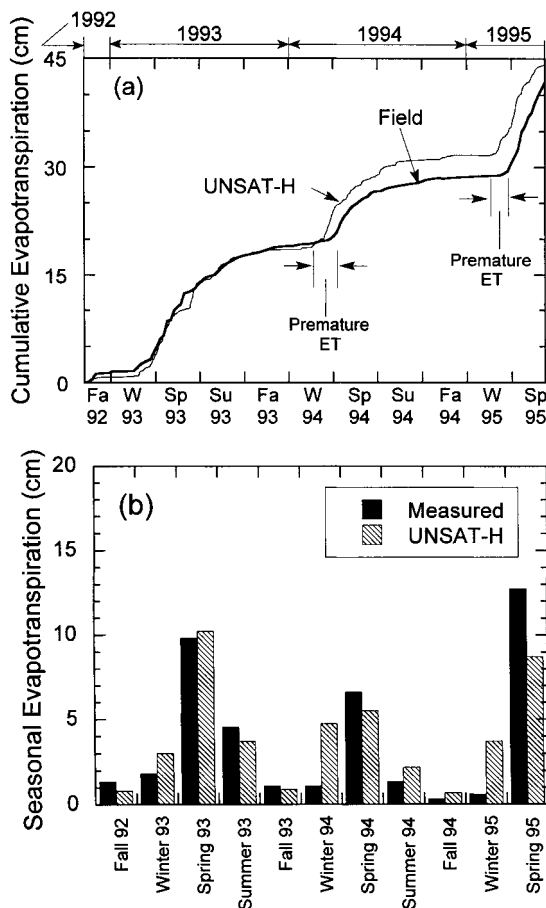 1992
1993
1994
1995
Cumulative Evapotranspiration (cm)
45
30
15
0
(a)
Field
UNSAT-H
Premature
ET
Premature
ET
Fa W Sp Su Fa W Sp Su Fa W Sp
92 93 93 93 93 94 94 94 94 95 95
Seasonal Evapotranspiration (cm)
20
15
10
5
0
(b)
Measured
UNSAT-H
Fall 92
Winter 93
Spring 93
Summer 93
Fall 93
Winter 94
Spring 94
Summer 94
Fall 94
Winter 95
Spring 95